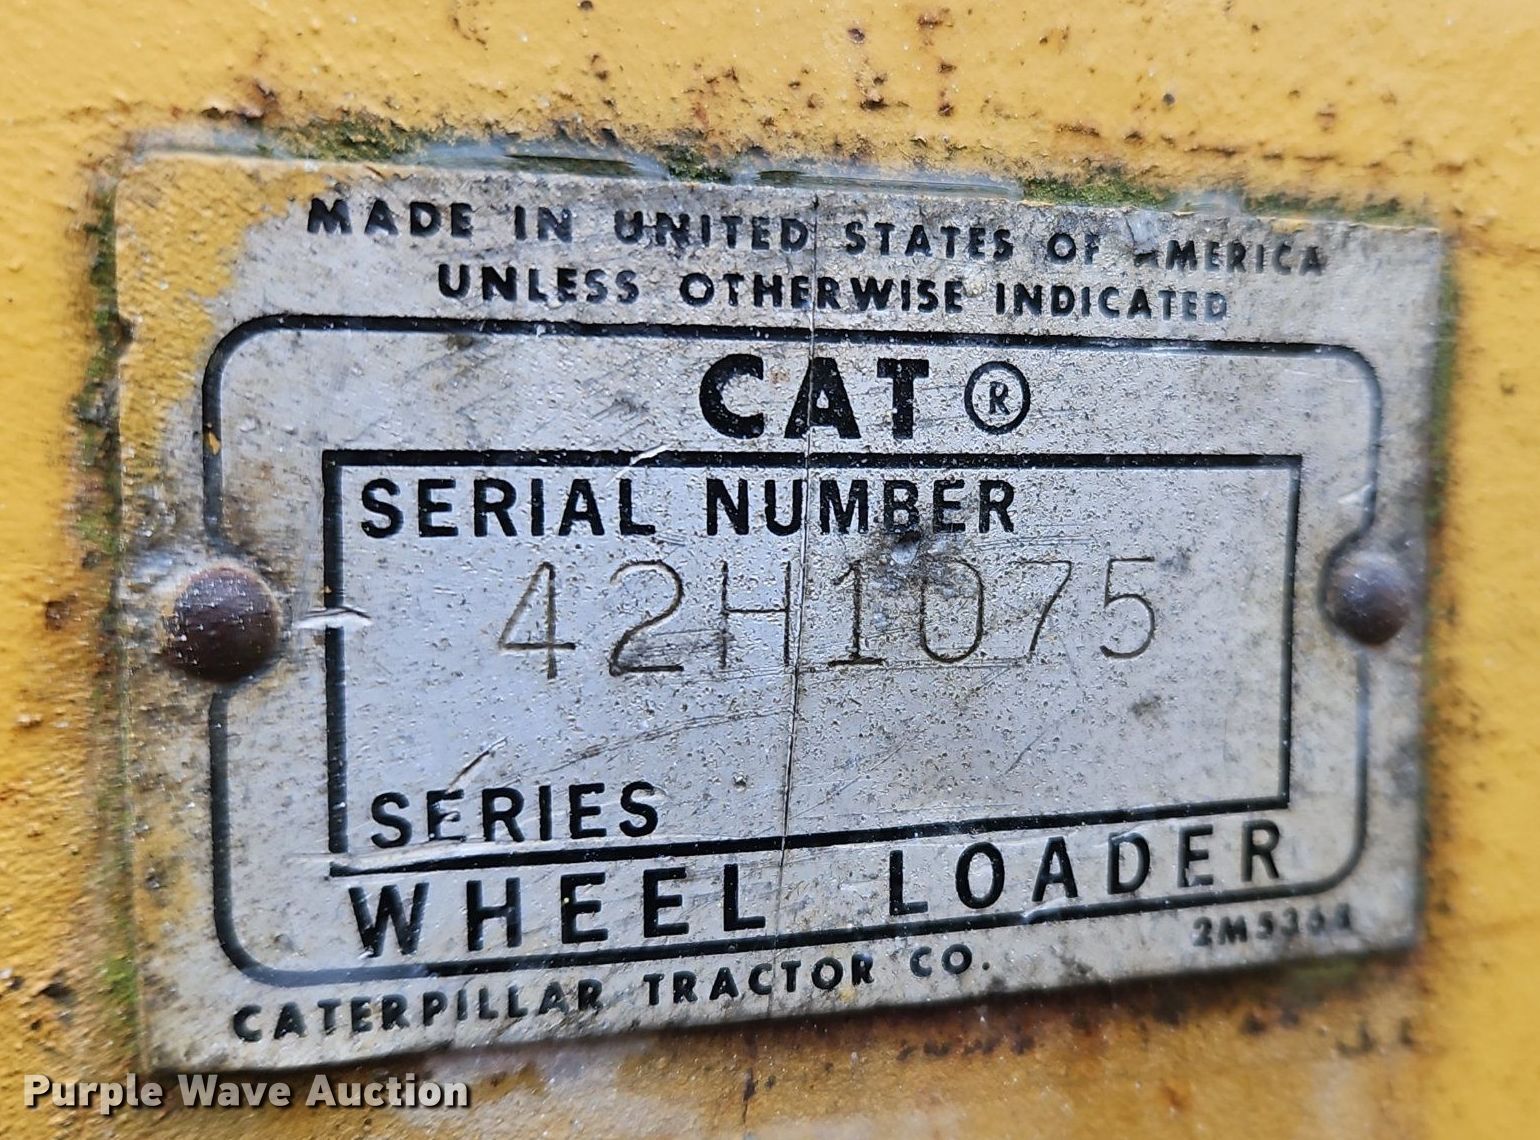 MADE IN UNITED STATES OF AMERICA
UNLESS OTHERWISE INDICATED
CAT ®
SERIAL NUMBER
42H1075
SERIES
WHEEL LOADER
CATERPILLAR TRACTOR CO.
Purple Wave Auction